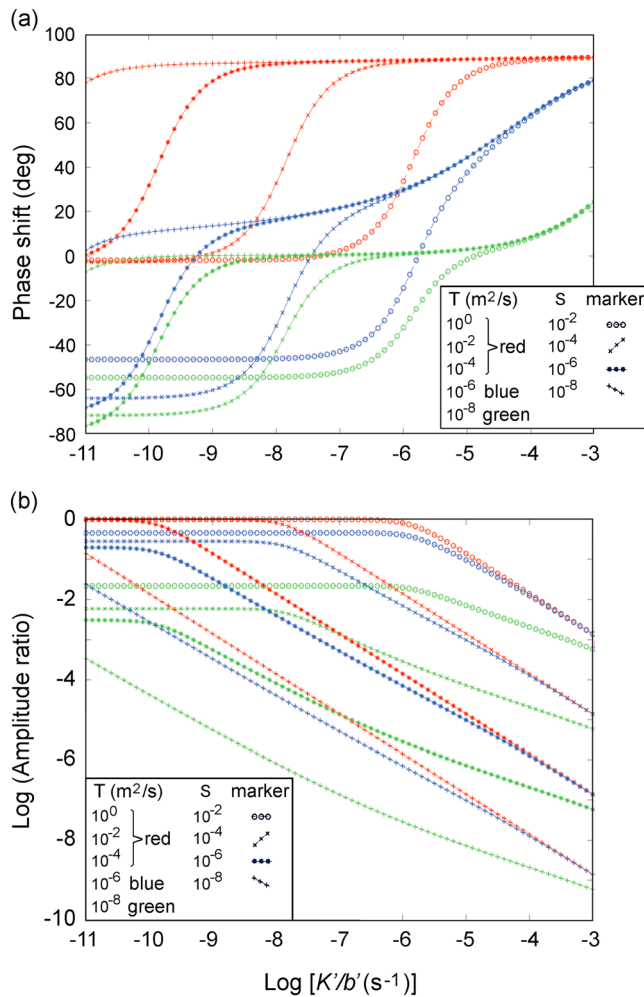 (a)
100
80
60
40
20
0
-20
-40
-60
-80
Phase shift (deg)
-11 -10 -9 -8 -7 -6 -5 -4 -3
T (m²/s) S marker
10⁰ 10⁻²
10⁻² red 10⁻⁴
10⁻⁴ 10⁻⁶
10⁻⁶ blue 10⁻⁸
10⁻⁸ green
(b)
0
-2
-4
-6
-8
-10
Log (Amplitude ratio)
T (m²/s) S marker
10⁰ 10⁻²
10⁻² red 10⁻⁴
10⁻⁴ 10⁻⁶
10⁻⁶ blue 10⁻⁸
10⁻⁸ green
-11 -10 -9 -8 -7 -6 -5 -4 -3
Log [K'/b' (s⁻¹)]